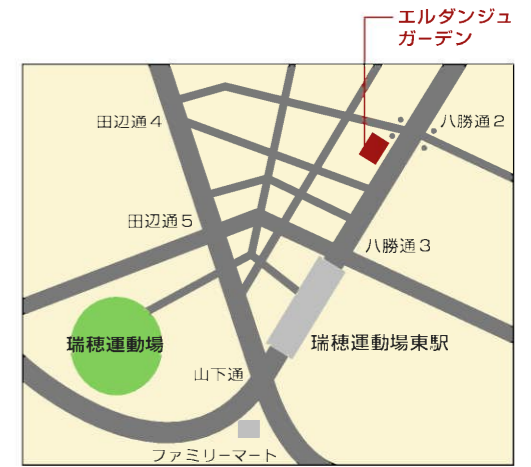 エルダンジュ
ガーデン
田辺通4
八勝通2
田辺通5
八勝通3
瑞穂運動場
瑞穂運動場東駅
山下通
ファミリーマート